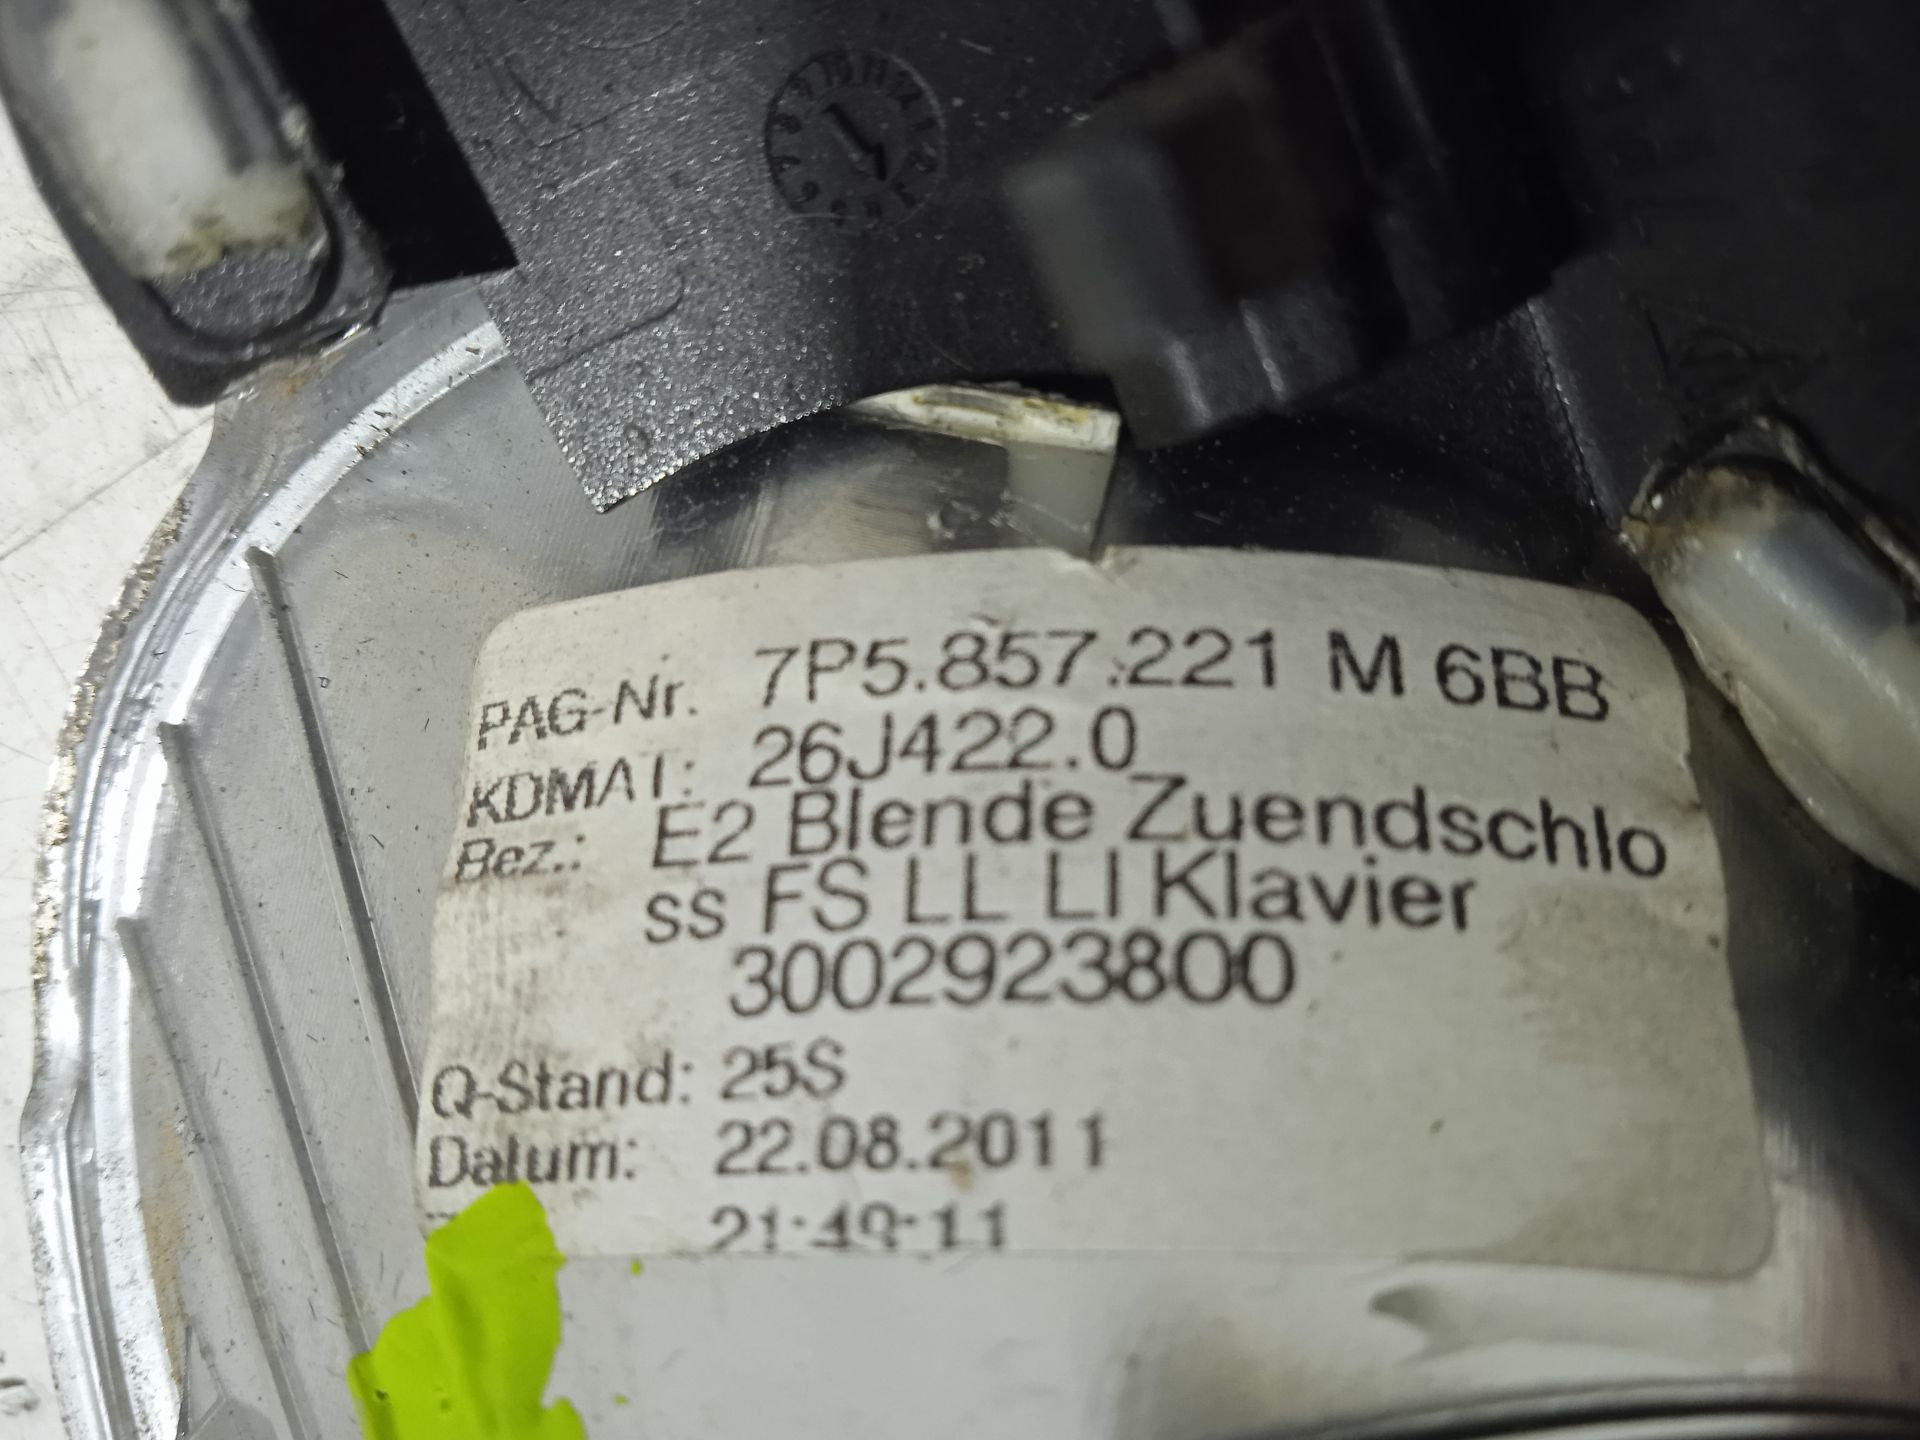 PAG-Nr. 7P5.857.221 M 6BB
KDMAT: 26J422.0
Bez.: E2 Blende Zuendschlo
ss FS LL LI Klavier
3002923800
Q-Stand: 25S
Datum: 22.08.2011
21:49:11